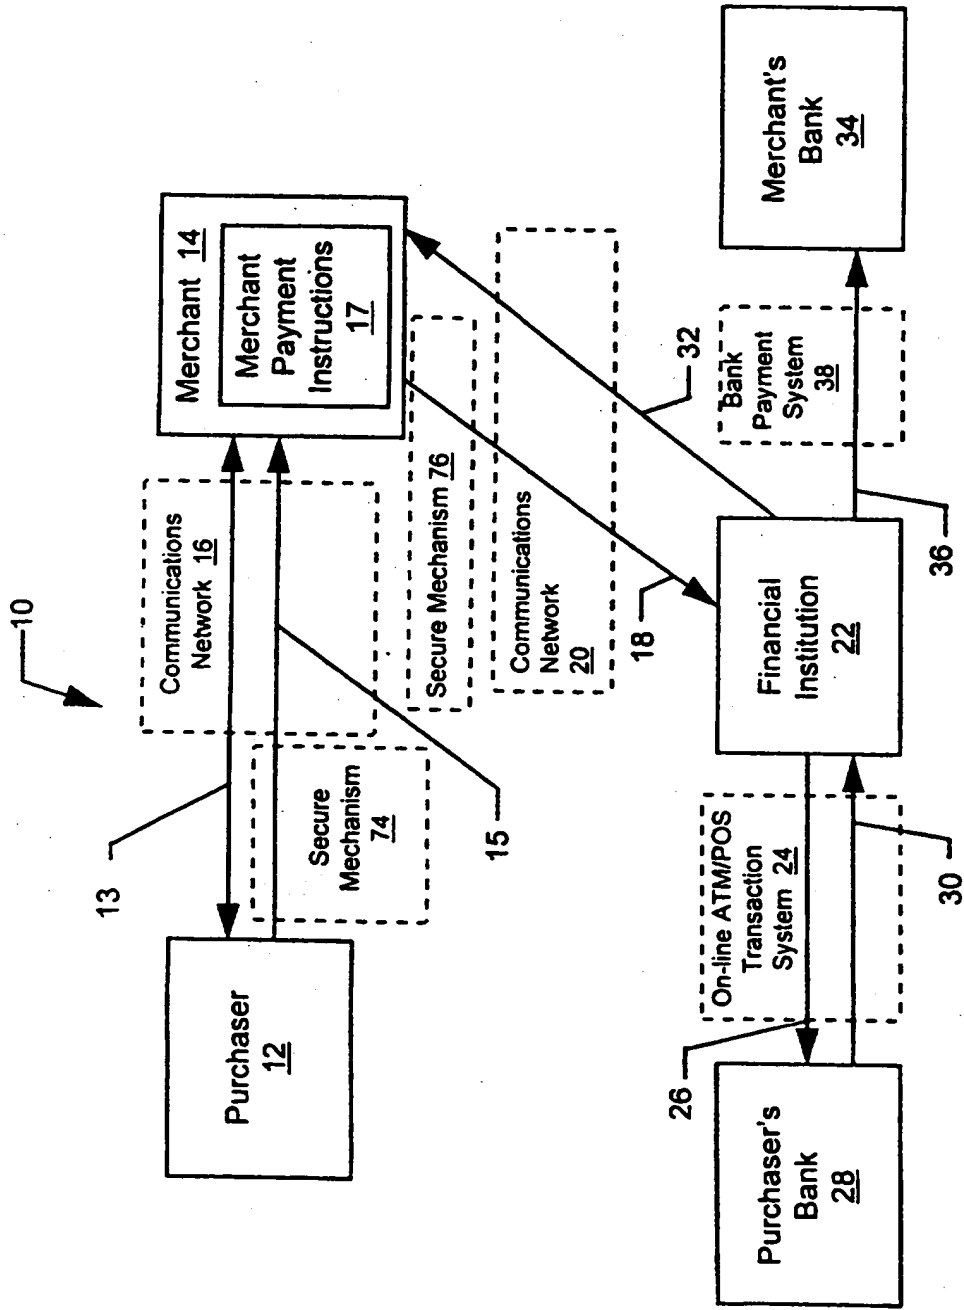 10
13
Purchaser
12
Secure
Mechanism
74
15
Communications
Network 16
Merchant 14
Merchant
Payment
Instructions
17
Secure Mechanism 76
Communications
Network
20
18
32
26
Purchaser's
Bank
28
On-line ATM/POS
Transaction
System 24
30
Financial
Institution
22
36
Bank
Payment
System
38
Merchant's
Bank
34